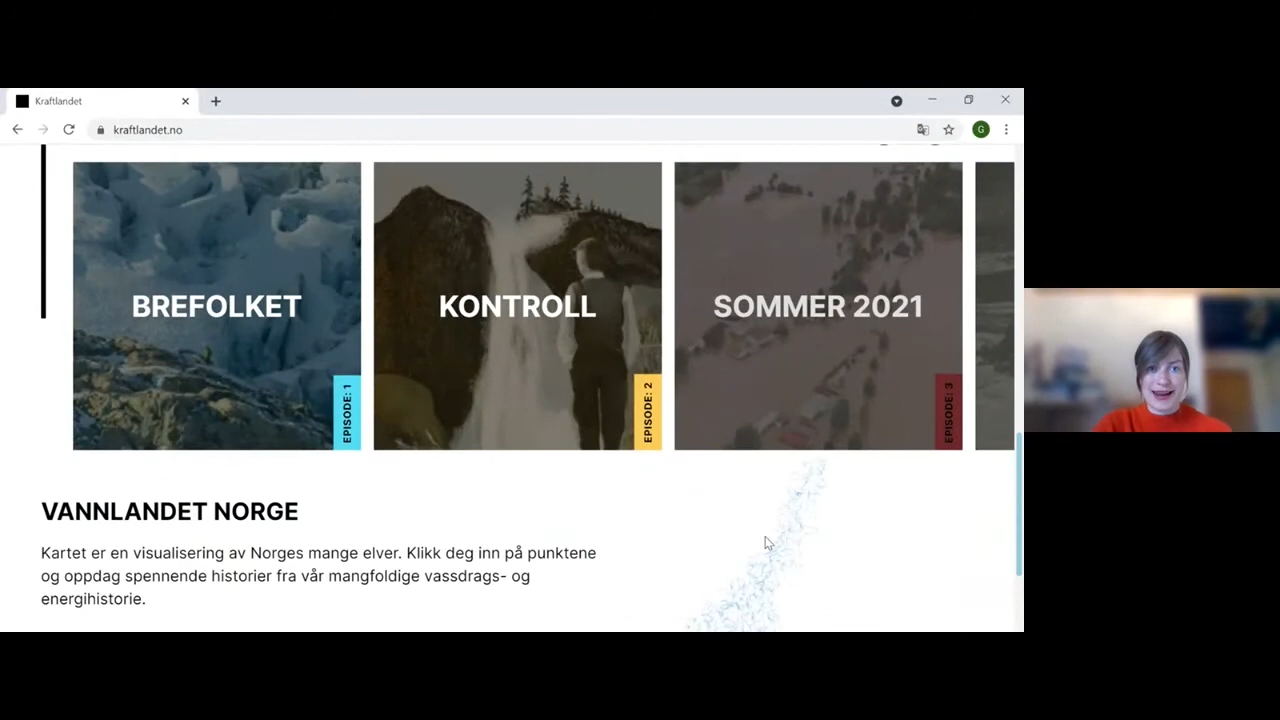 Kraftlandet
kraftlandet.no
G
BREFOLKET
KONTROLL
SOMMER 2021
EPISODE: 1
EPISODE: 2
EPISODE: 3
VANNLANDET NORGE
Kartet er en visualisering av Norges mange elver. Klikk deg inn på punktene
og oppdag spennende historier fra vår mangfoldige vassdrags- og
energihistorie.